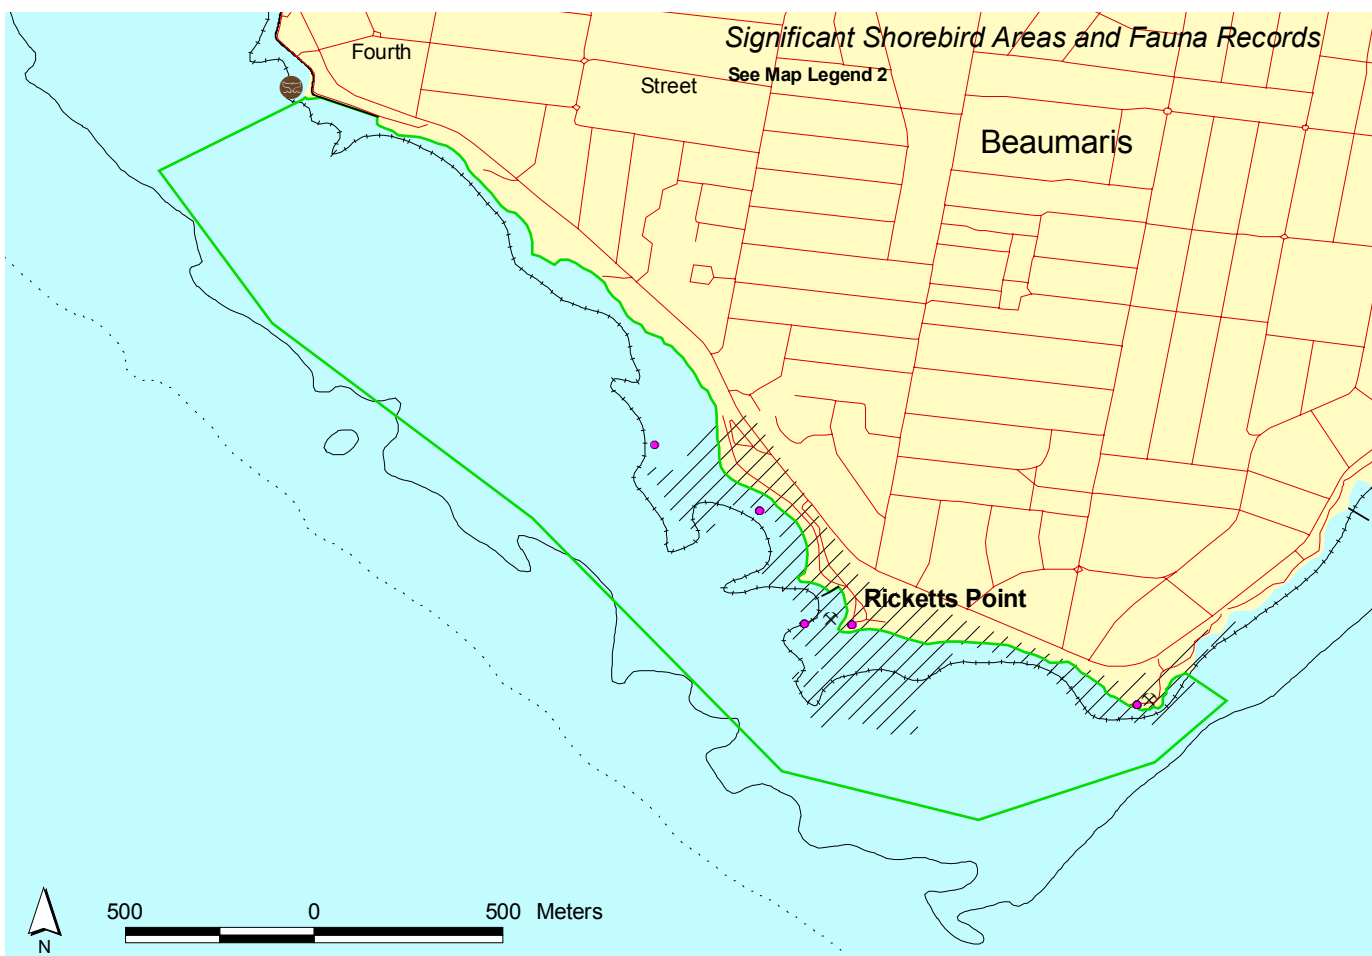 Significant Shorebird Areas and Fauna Records
Fourth
See Map Legend 2
Street
Beaumaris
Ricketts Point
500 0 500 Meters
N